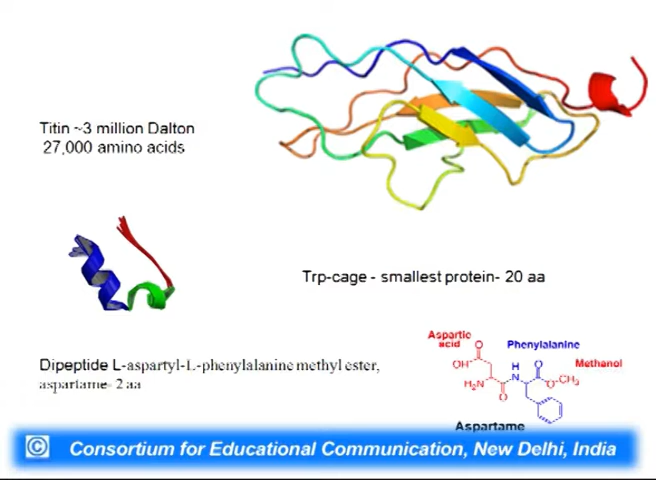 Titin ~3 million Dalton
27,000 amino acids
Trp-cage - smallest protein- 20 aa
Dipeptide L-aspartyl-L-phenylalanine methyl ester,
aspartame- 2 aa
Aspartic
acid
Phenylalanine
Methanol
O
OH
H
N
O
H2N
O
O-CH3
Aspartame
© Consortium for Educational Communication, New Delhi, India